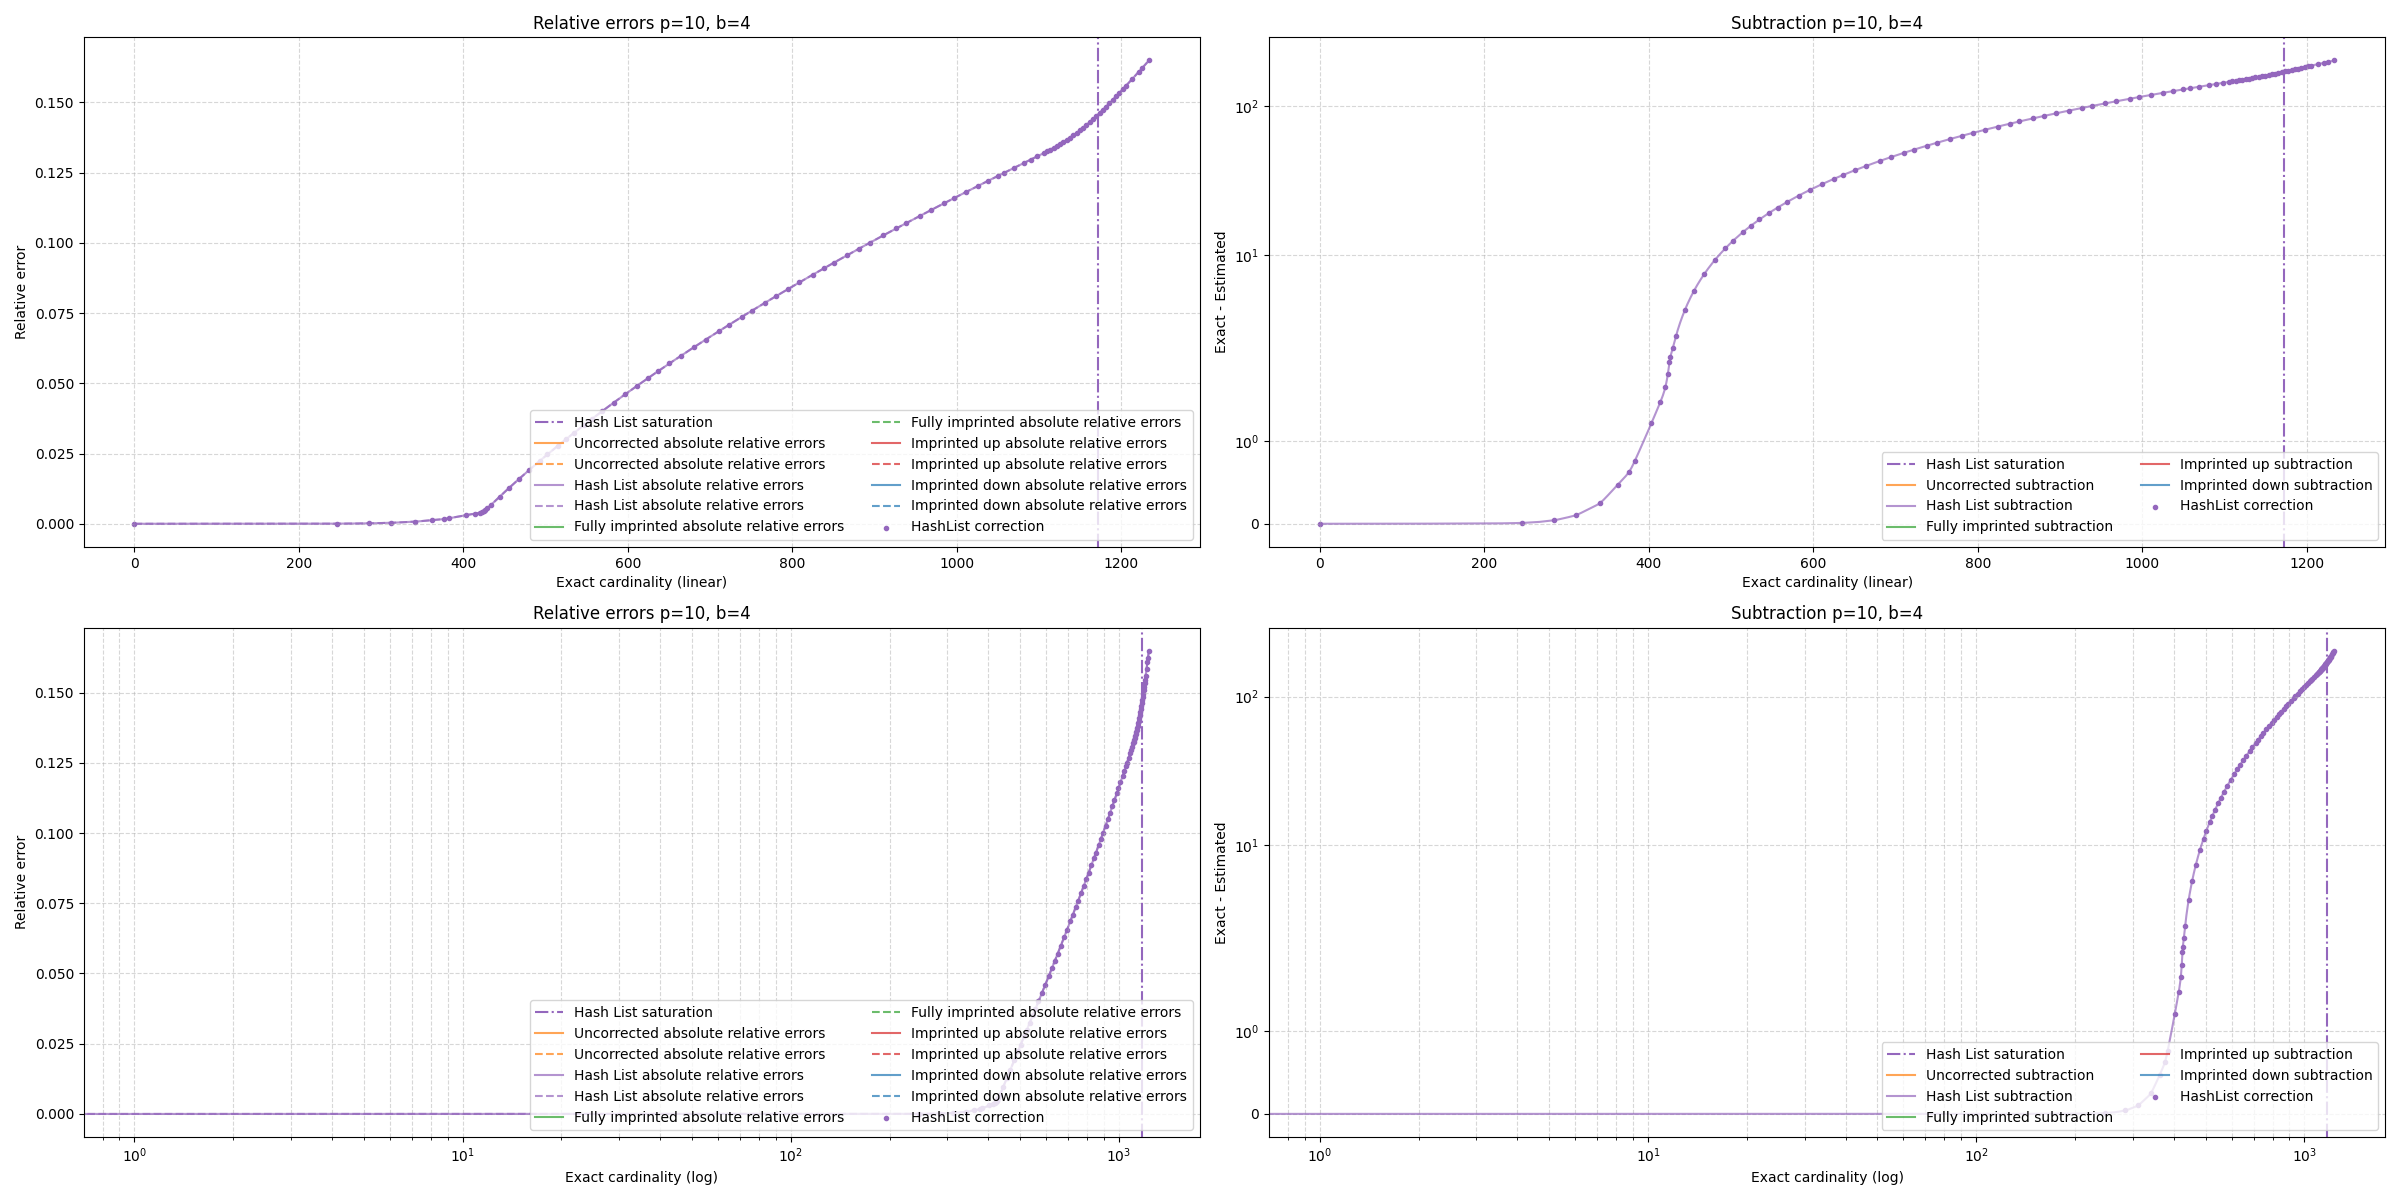 Relative errors p=10, b=4
Relative error
0.150
0.125
0.100
0.075
0.050
0.025
0.000
Hash List saturation
Uncorrected absolute relative errors
Uncorrected absolute relative errors
Hash List absolute relative errors
Hash List absolute relative errors
Fully imprinted absolute relative errors
Fully imprinted absolute relative errors
Imprinted up absolute relative errors
Imprinted up absolute relative errors
Imprinted down absolute relative errors
Imprinted down absolute relative errors
HashList correction
0 200 400 600 800 1000 1200
Exact cardinality (linear)
Subtraction p=10, b=4
Exact - Estimated
10²
10¹
10⁰
0
Hash List saturation
Uncorrected subtraction
Hash List subtraction
Fully imprinted subtraction
Imprinted up subtraction
Imprinted down subtraction
HashList correction
0 200 400 600 800 1000 1200
Exact cardinality (linear)
Relative errors p=10, b=4
Relative error
0.150
0.125
0.100
0.075
0.050
0.025
0.000
Hash List saturation
Uncorrected absolute relative errors
Uncorrected absolute relative errors
Hash List absolute relative errors
Hash List absolute relative errors
Fully imprinted absolute relative errors
Fully imprinted absolute relative errors
Imprinted up absolute relative errors
Imprinted up absolute relative errors
Imprinted down absolute relative errors
Imprinted down absolute relative errors
HashList correction
10⁰ 10¹ 10² 10³
Exact cardinality (log)
Subtraction p=10, b=4
Exact - Estimated
10²
10¹
10⁰
0
Hash List saturation
Uncorrected subtraction
Hash List subtraction
Fully imprinted subtraction
Imprinted up subtraction
Imprinted down subtraction
HashList correction
10⁰ 10¹ 10² 10³
Exact cardinality (log)